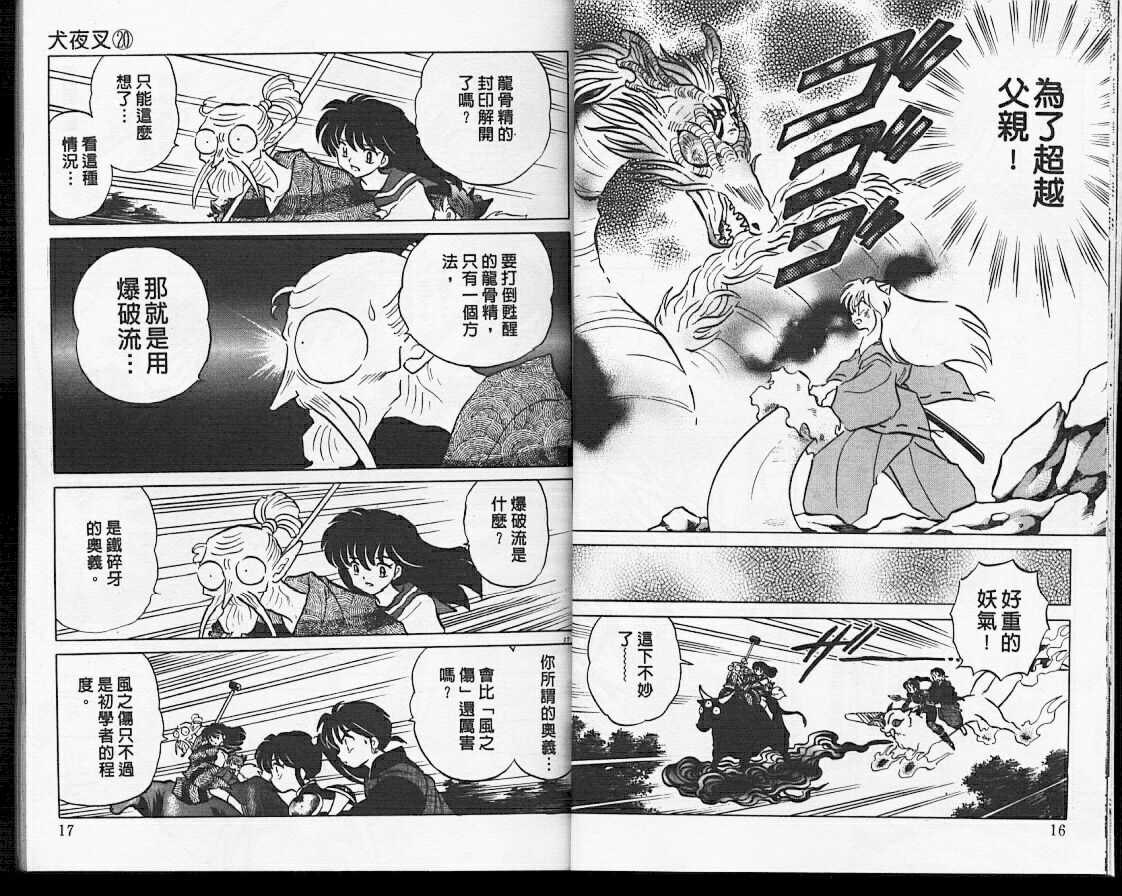 為了超越
父親！
ゴゴゴ
好重的
妖氣！
這下不妙
了⋯⋯
16
犬夜叉⑳
龍骨精的
封印解開
了嗎？
只能這麼
想了⋯
看這種
情況⋯
要打倒甦醒
的龍骨精，
只有一個方
法，
那就是用
爆破流⋯
爆破流是
什麼？
是鐵碎牙
的奧義。
你所謂的奧義⋯
會比「風之
傷」還厲害
嗎？
風之傷只不過
是初學者的程
度。
17